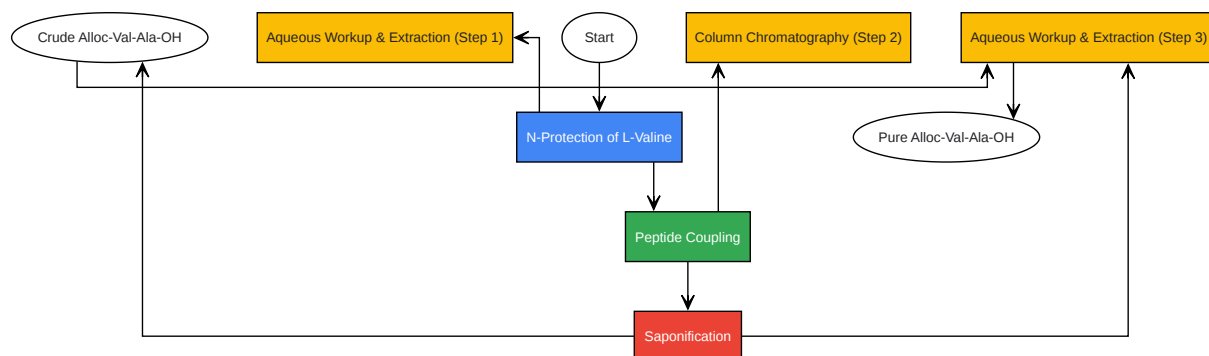 Crude Alloc-Val-Ala-OH
Aqueous Workup & Extraction (Step 1)
Start
Column Chromatography (Step 2)
Aqueous Workup & Extraction (Step 3)
N-Protection of L-Valine
Pure Alloc-Val-Ala-OH
Peptide Coupling
Saponification